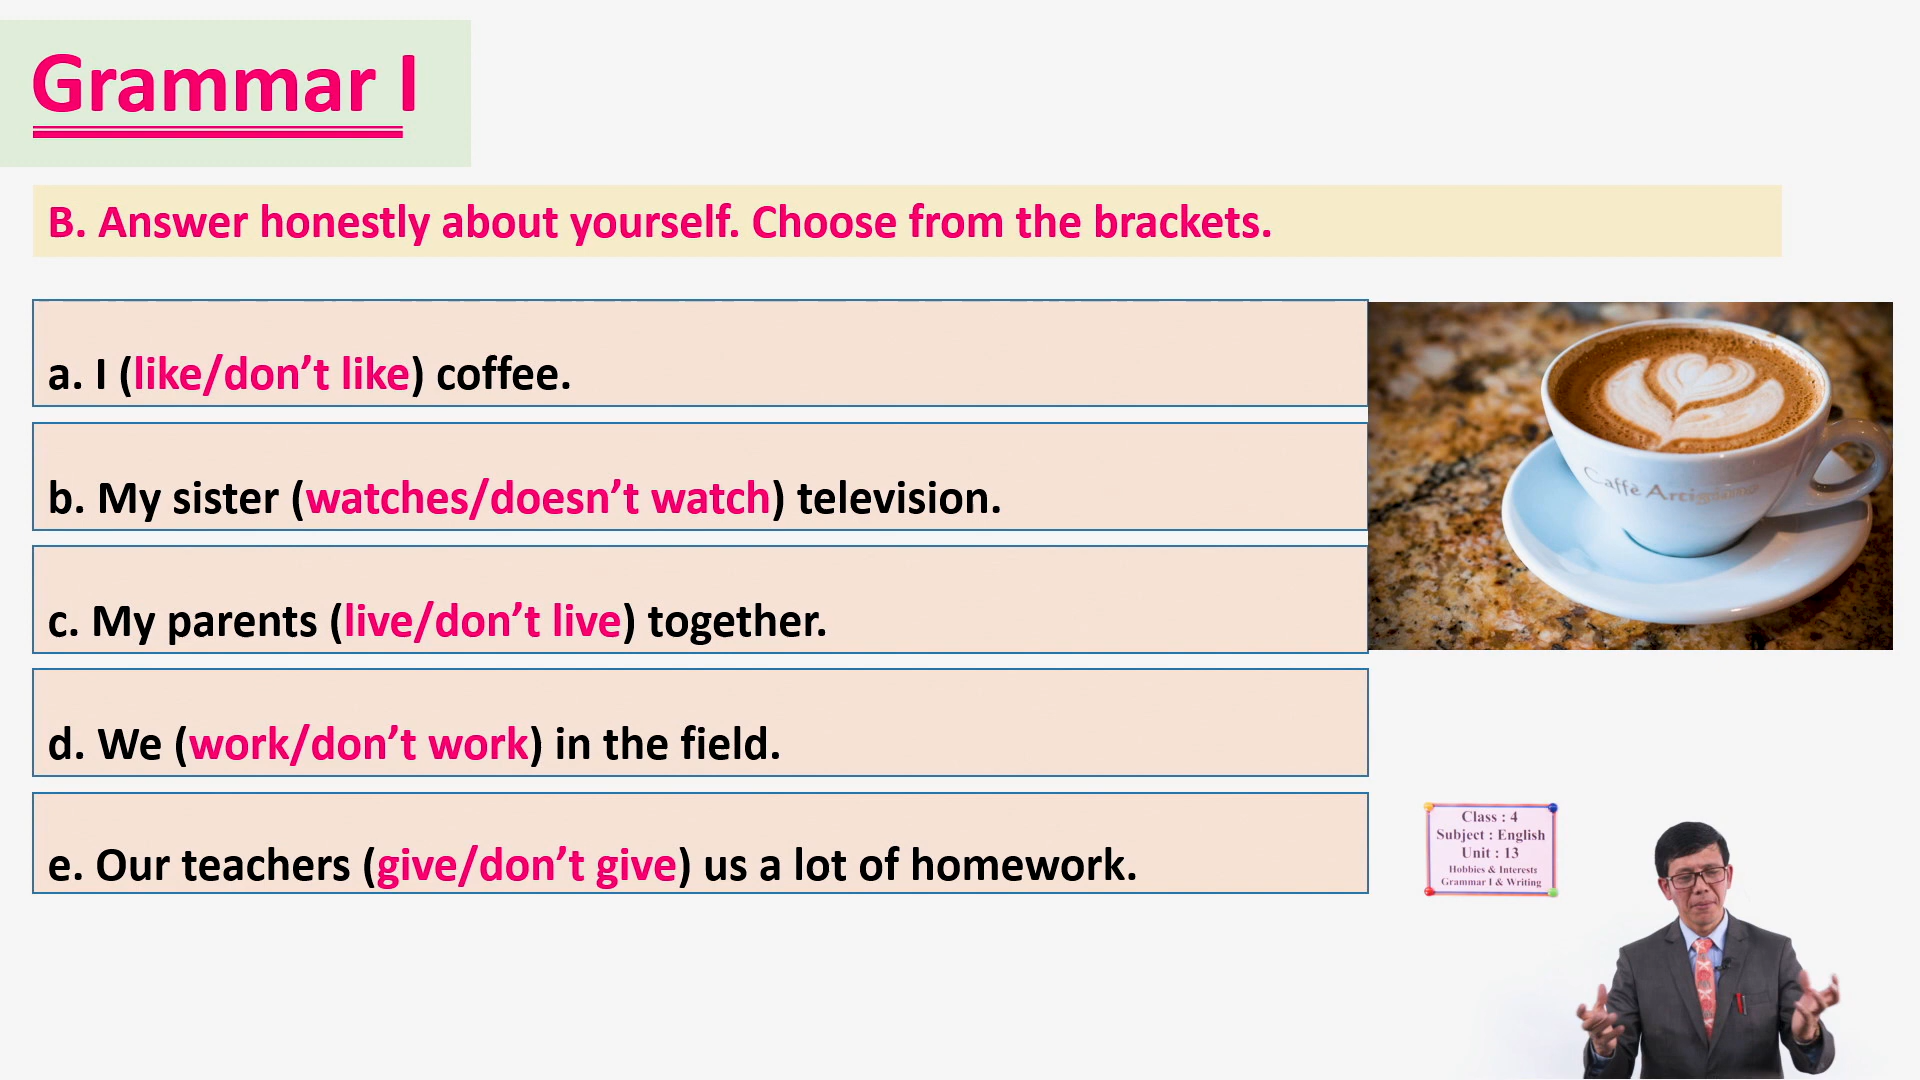 Grammar I
B. Answer honestly about yourself. Choose from the brackets.
a. I (like/don’t like) coffee.
b. My sister (watches/doesn’t watch) television.
c. My parents (live/don’t live) together.
d. We (work/don’t work) in the field.
e. Our teachers (give/don’t give) us a lot of homework.
Caffè Artigiano
Class : 4
Subject : English
Unit : 13
Hobbies & Interests
Grammar I & Writing